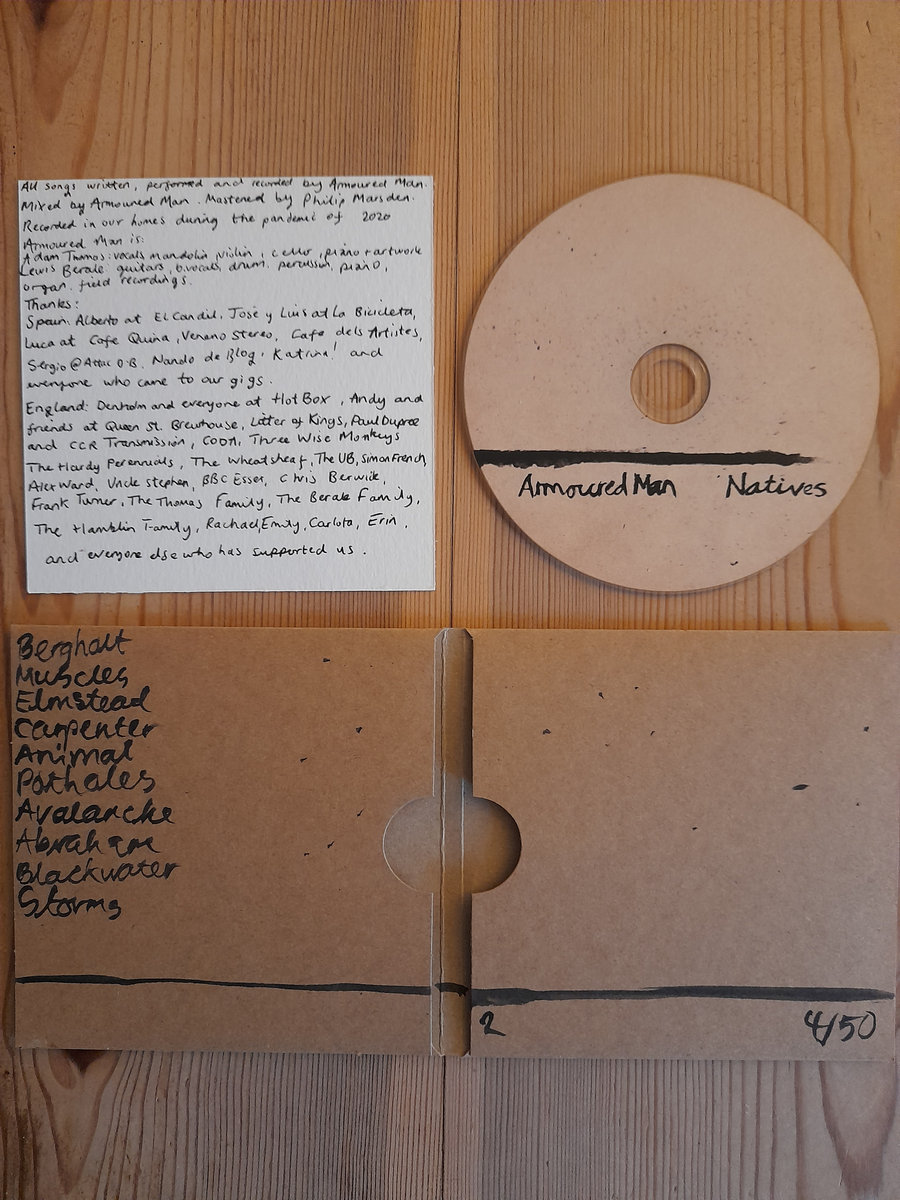 All songs written, performed and recorded by Armoured Man.
Mixed by Armoured Man. Mastened by Philip Marsden.
Recorded in our homes during the pandemic of 2020
Armoured Man is:
Adam Thomas: vocals mandolin, violin, cello, piano + artwork
Lewis Berale: guitars, b.vocals, drum. percussion, piano,
organ. field recordings.
Thanks:
Spain: Alberto at El Candil, Jose y Luis at La Bicicleta,
Luca at Cafe Quina, Verano Stereo, Cafe dels Artistes,
Sergio @ Attac O.B. Nando de Blog, Katrina! and
everyone who came to our gigs.
England: Denholm and everyone at Hot Box, Andy and
friends at Queen St. Brewhouse, Latter of Kings, Paul Dupree
and CCR Transmission, CODA, Three Wise Monkeys
The Hardy Perennials, The Wheatsheaf, The UB, Simon French,
Alex Ward, Uncle Stephen, BBC Essex, Chris Berwick,
Frank Turner, The Thomas Family, The Berale Family,
The Hamblin Family, Rachael, Emily, Carlota, Erin,
and everyone else who has supported us.
Armoured Man Natives
Bergholt
Muscles
Elmstead
Carpenter
Animal
Potholes
Avalanche
Abraham
Blackwater
Storms
2 4/50